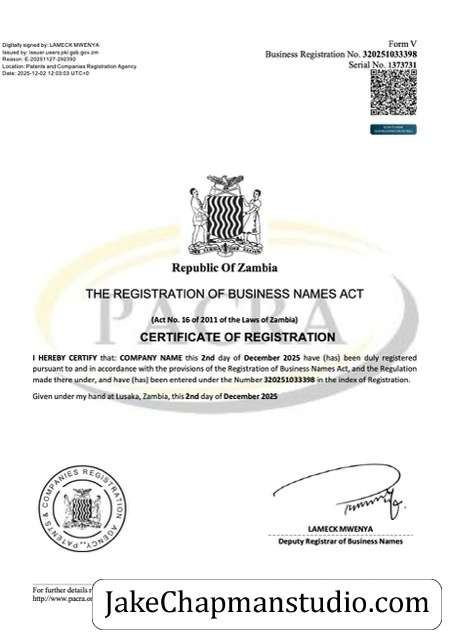 Digitally signed by: LAMECK MWENYA
Issued by: Issuer.users.pki.gsb.gov.zm
Reason: E-20251127-292392
Location: Patents and Companies Registration Agency
Date: 2025-12-02 12:03:03 UTC+0
Form V
Business Registration No. 320251033398
Serial No. 1373731
PACRA
Republic Of Zambia
THE REGISTRATION OF BUSINESS NAMES ACT
(Act No. 16 of 2011 of the Laws of Zambia)
CERTIFICATE OF REGISTRATION
I HEREBY CERTIFY that: COMPANY NAME this 2nd day of December 2025 have (has) been duly registered
pursuant to and in accordance with the provisions of the Registration of Business Names Act, and the Regulation
made there under, and have (has) been entered under the Number 320251033398 in the index of Registration.
Given under my hand at Lusaka, Zambia, this 2nd day of December 2025
PATENTS & COMPANIES REGISTRATION AGENCY
LAMECK MWENYA
Deputy Registrar of Business Names
For further details
http://www.pacra.o
JakeChapmanstudio.com